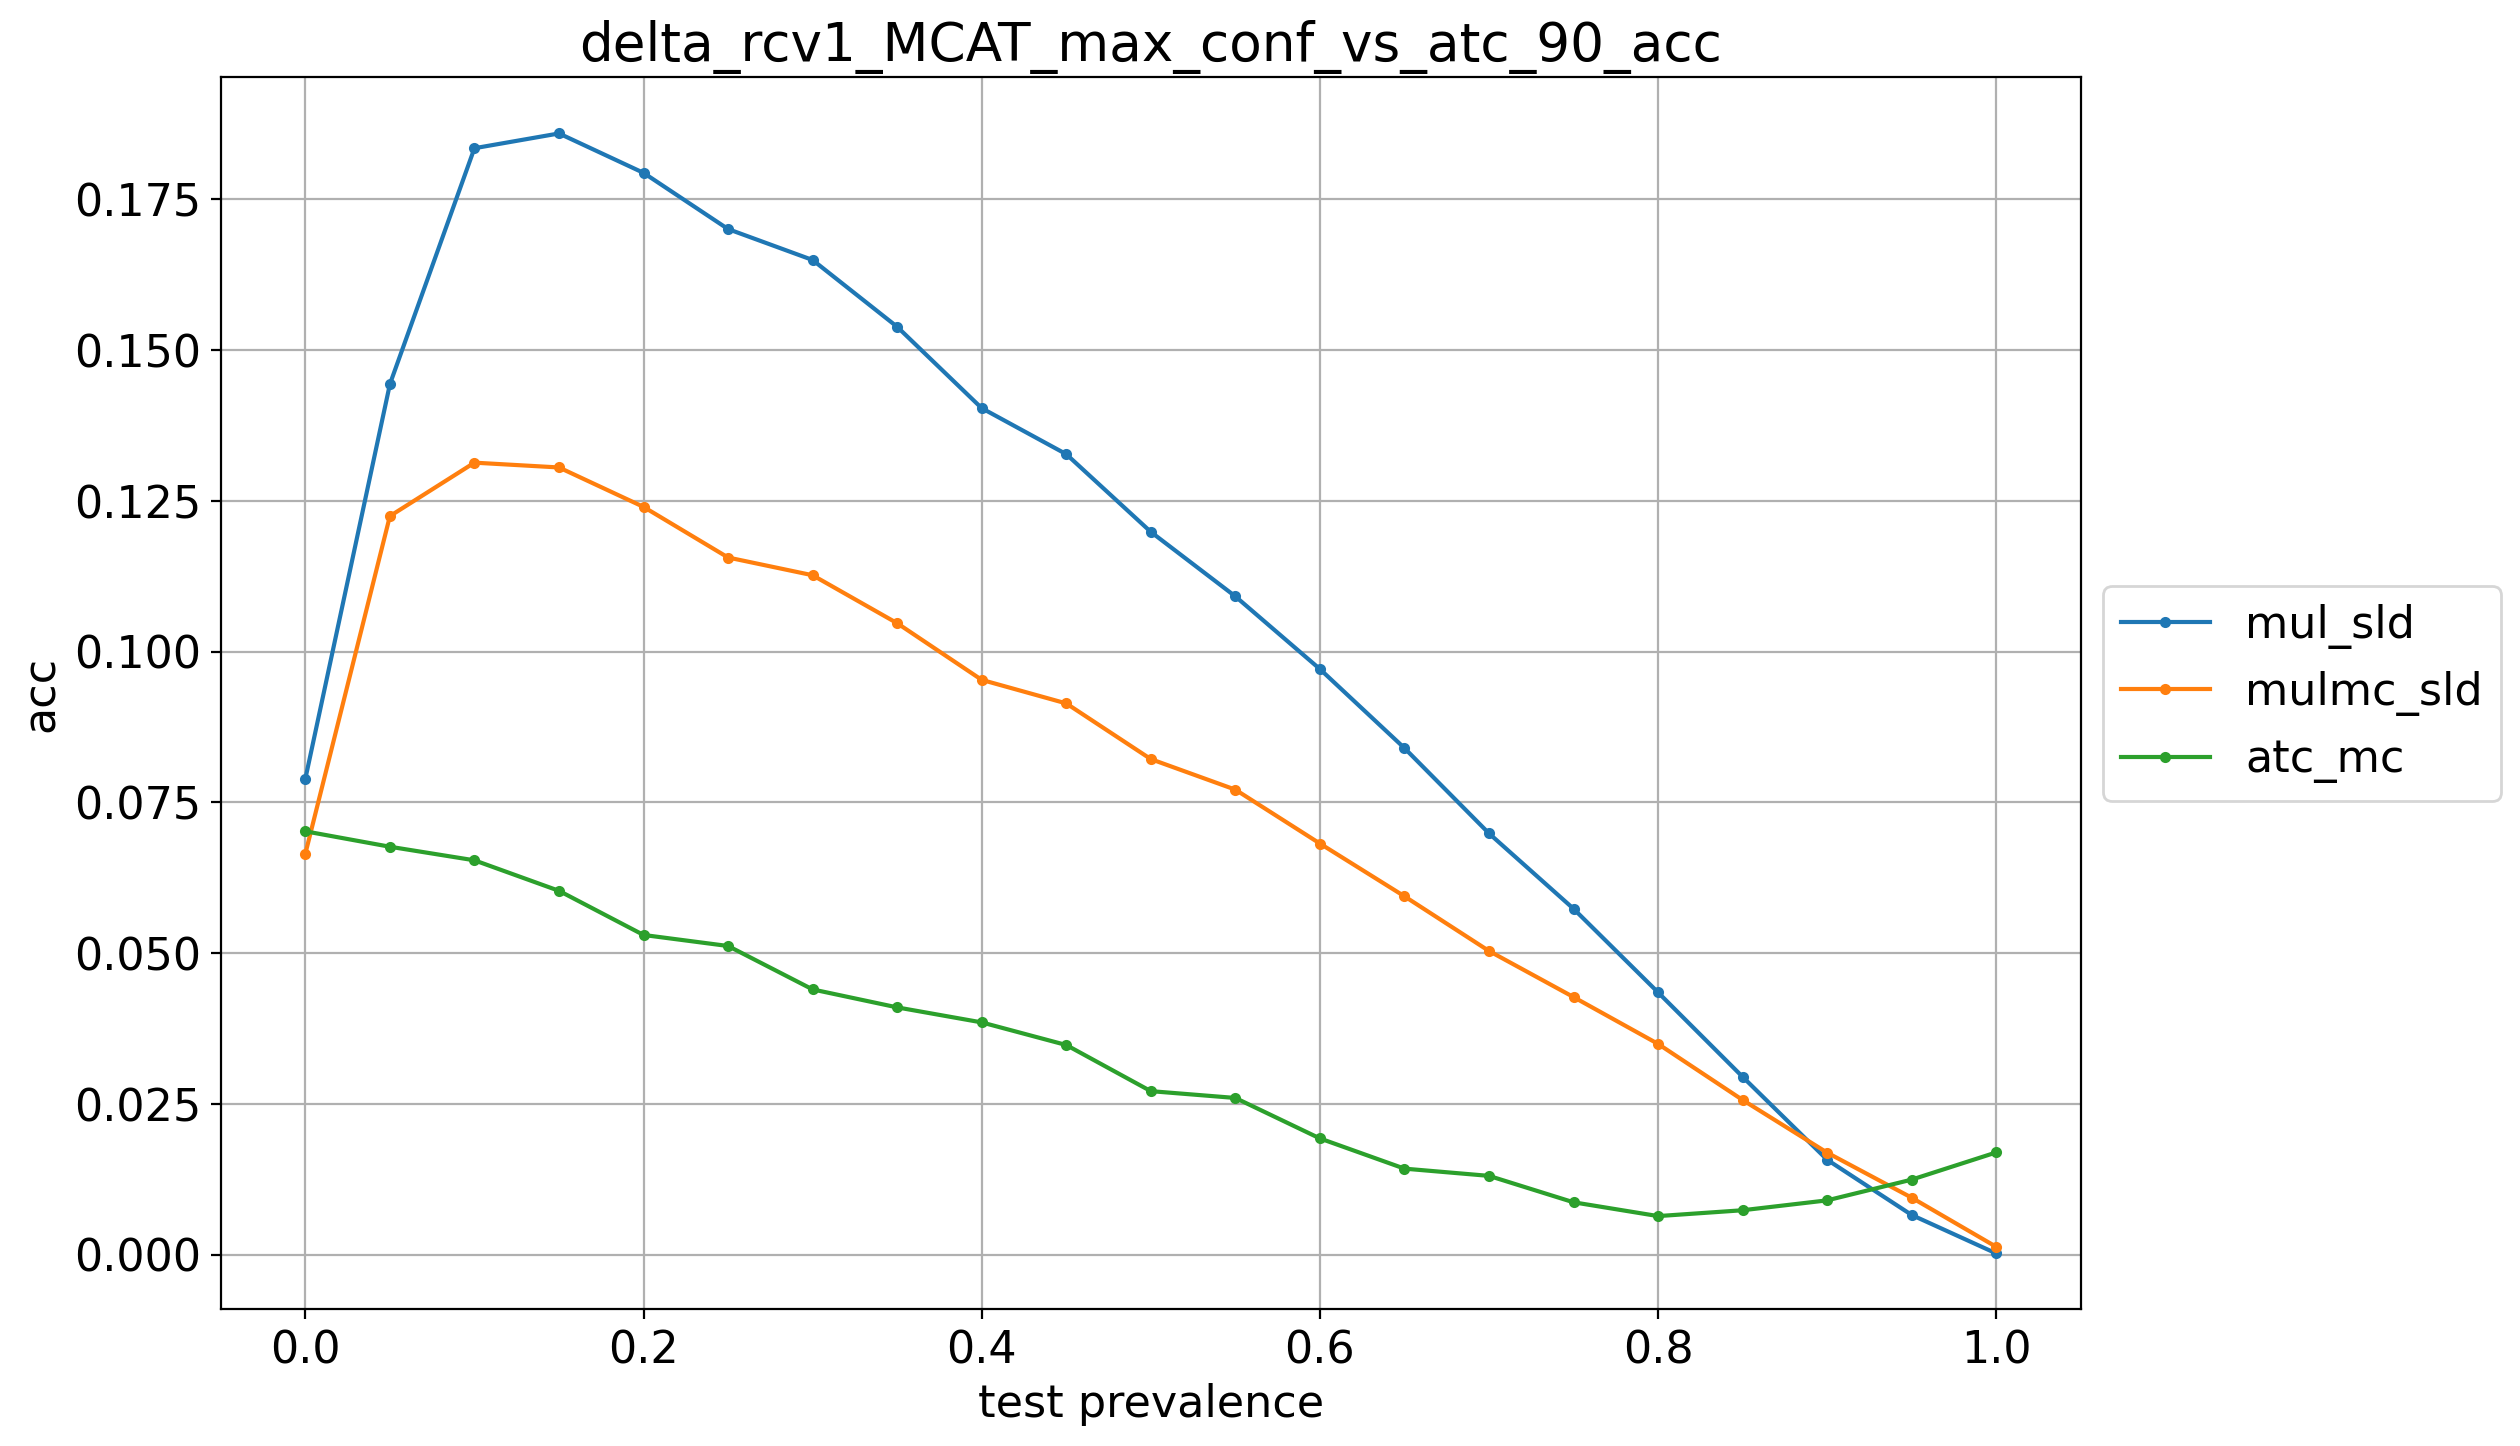 delta_rcv1_MCAT_max_conf_vs_atc_90_acc
acc
0.175
0.150
0.125
0.100
0.075
0.050
0.025
0.000
0.0 0.2 0.4 0.6 0.8 1.0
test prevalence
mul_sld
mulmc_sld
atc_mc